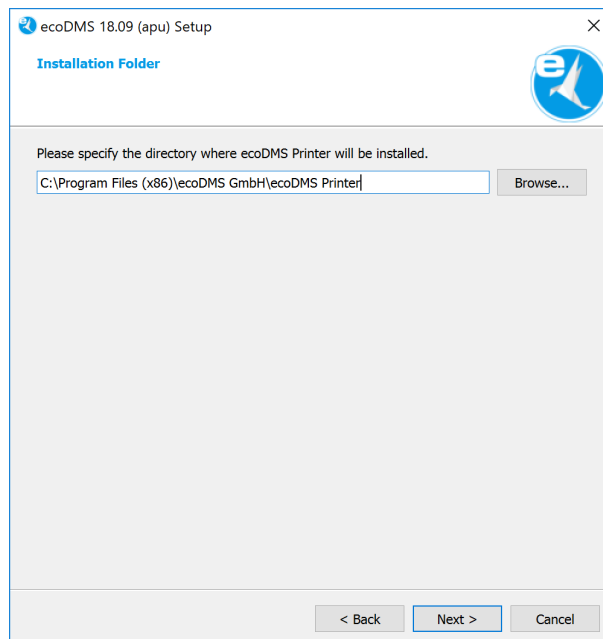 ecoDMS 18.09 (apu) Setup
Installation Folder
e
Please specify the directory where ecoDMS Printer will be installed.
C:\Program Files (x86)\ecoDMS GmbH\ecoDMS Printer
Browse...
< Back
Next >
Cancel